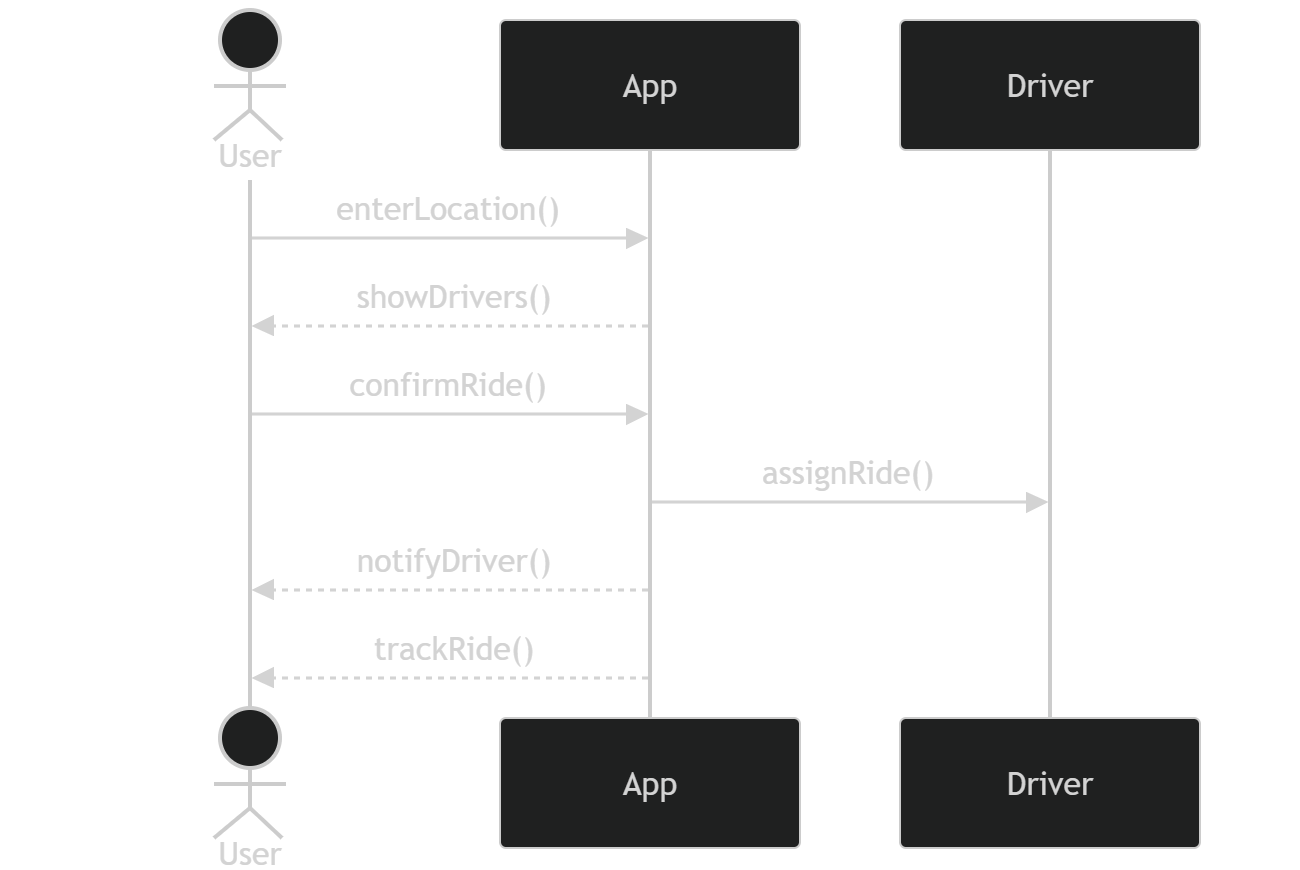 App
Driver
User
enterLocation()
showDrivers()
confirmRide()
assignRide()
notifyDriver()
trackRide()
App
Driver
User